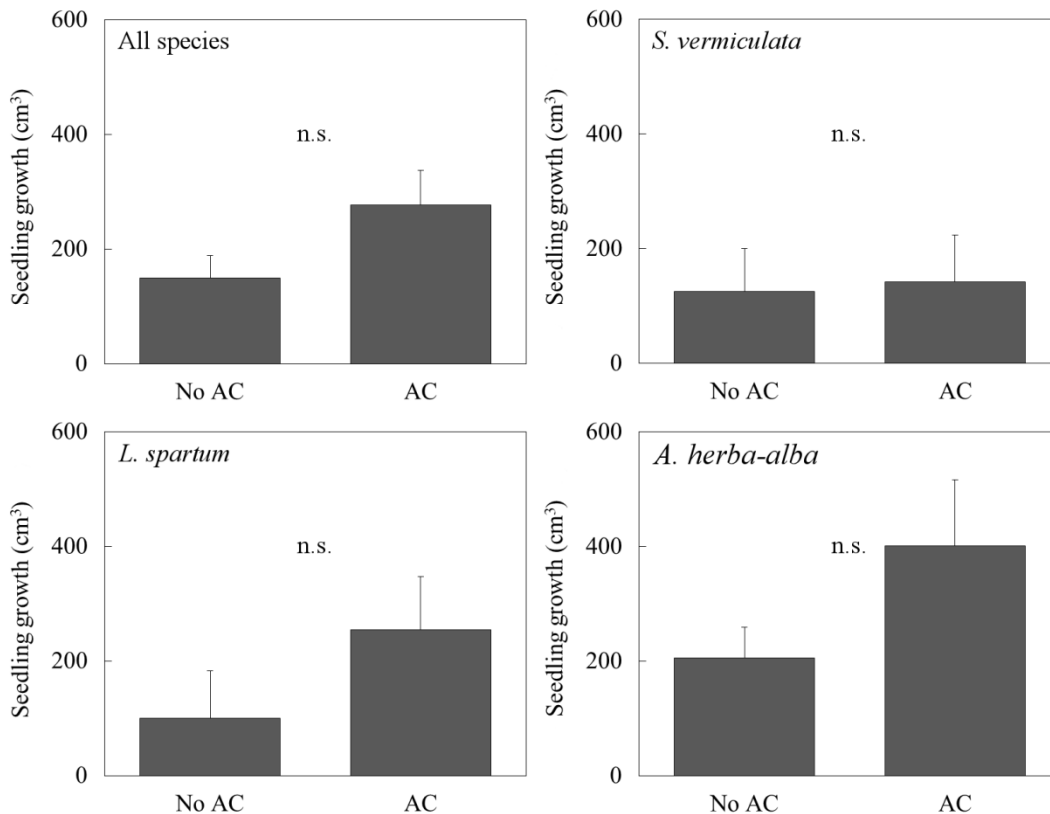 All species
Seedling growth (cm³)
600
400
200
0
n.s.
No AC
AC
S. vermiculata
Seedling growth (cm³)
600
400
200
0
n.s.
No AC
AC
L. spartum
Seedling growth (cm³)
600
400
200
0
n.s.
No AC
AC
A. herba-alba
Seedling growth (cm³)
600
400
200
0
n.s.
No AC
AC